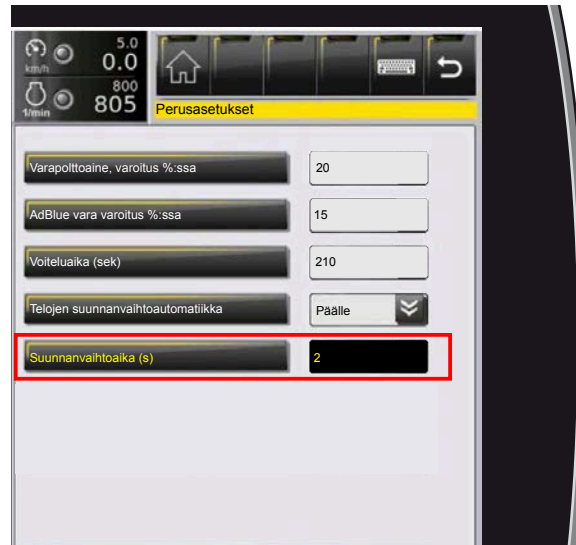 5.0
km/h 0.0
800
1/min 805
Perusasetukset
Varapolttoaine, varoitus %:ssa 20
AdBlue vara varoitus %:ssa 15
Voiteluaika (sek) 210
Telojen suunnanvaihtoautomatiikka Päälle
Suunnanvaihtoaika (s) 2